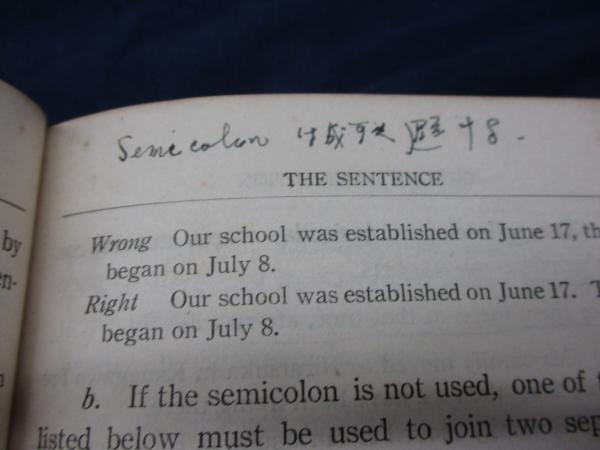 Semicolon
THE SENTENCE
by
Wrong Our school was established on June 17, th
en-
began on July 8.
Right Our school was established on June 17. T
began on July 8.
b. If the semicolon is not used, one of t
listed below must be used to join two sep